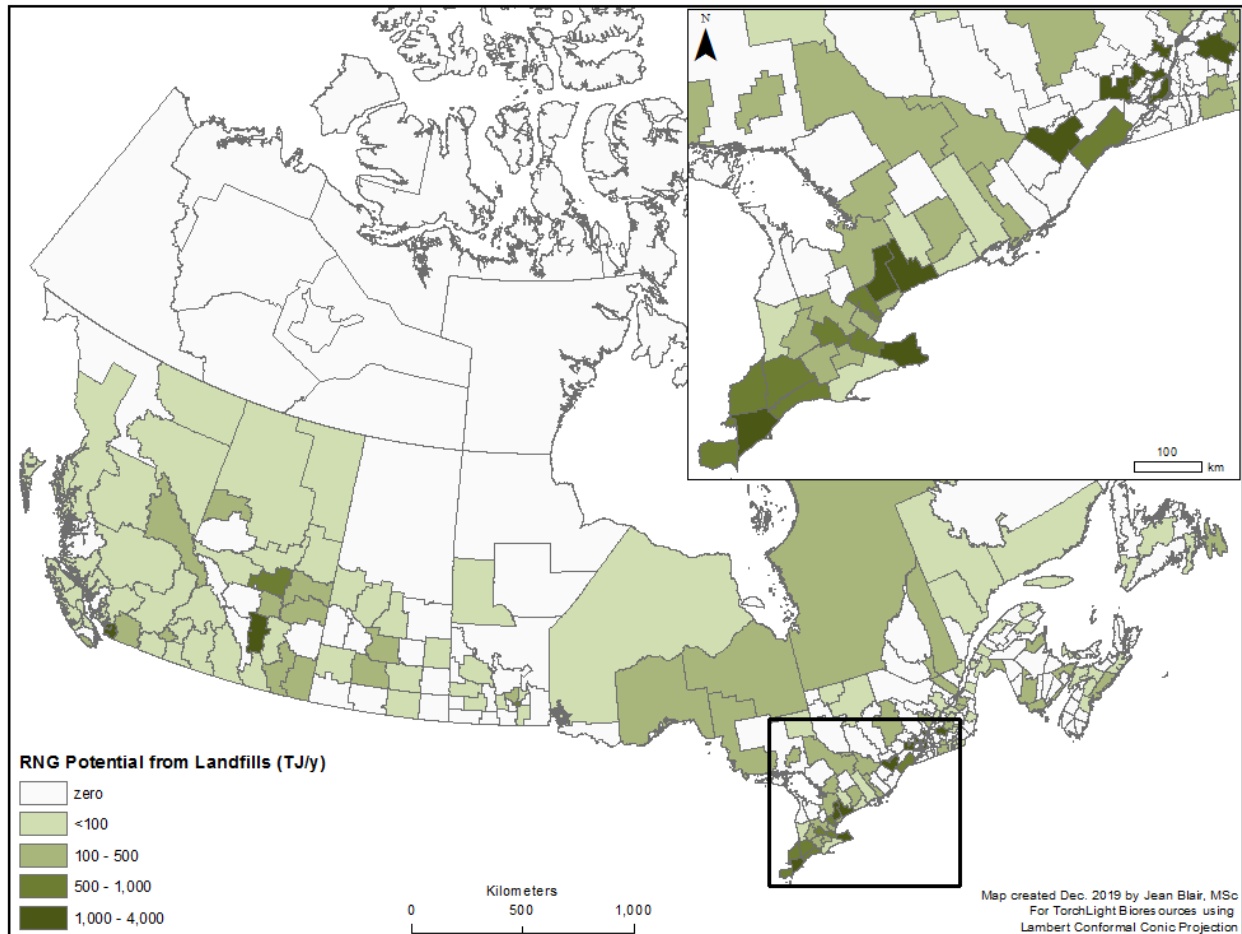 N
100
km
RNG Potential from Landfills (TJ/y)
zero
<100
100 - 500
500 - 1,000
1,000 - 4,000
Kilometers
0 500 1,000
Map created Dec. 2019 by Jean Blair, MSc
For TorchLight Bioresources using
Lambert Conformal Conic Projection